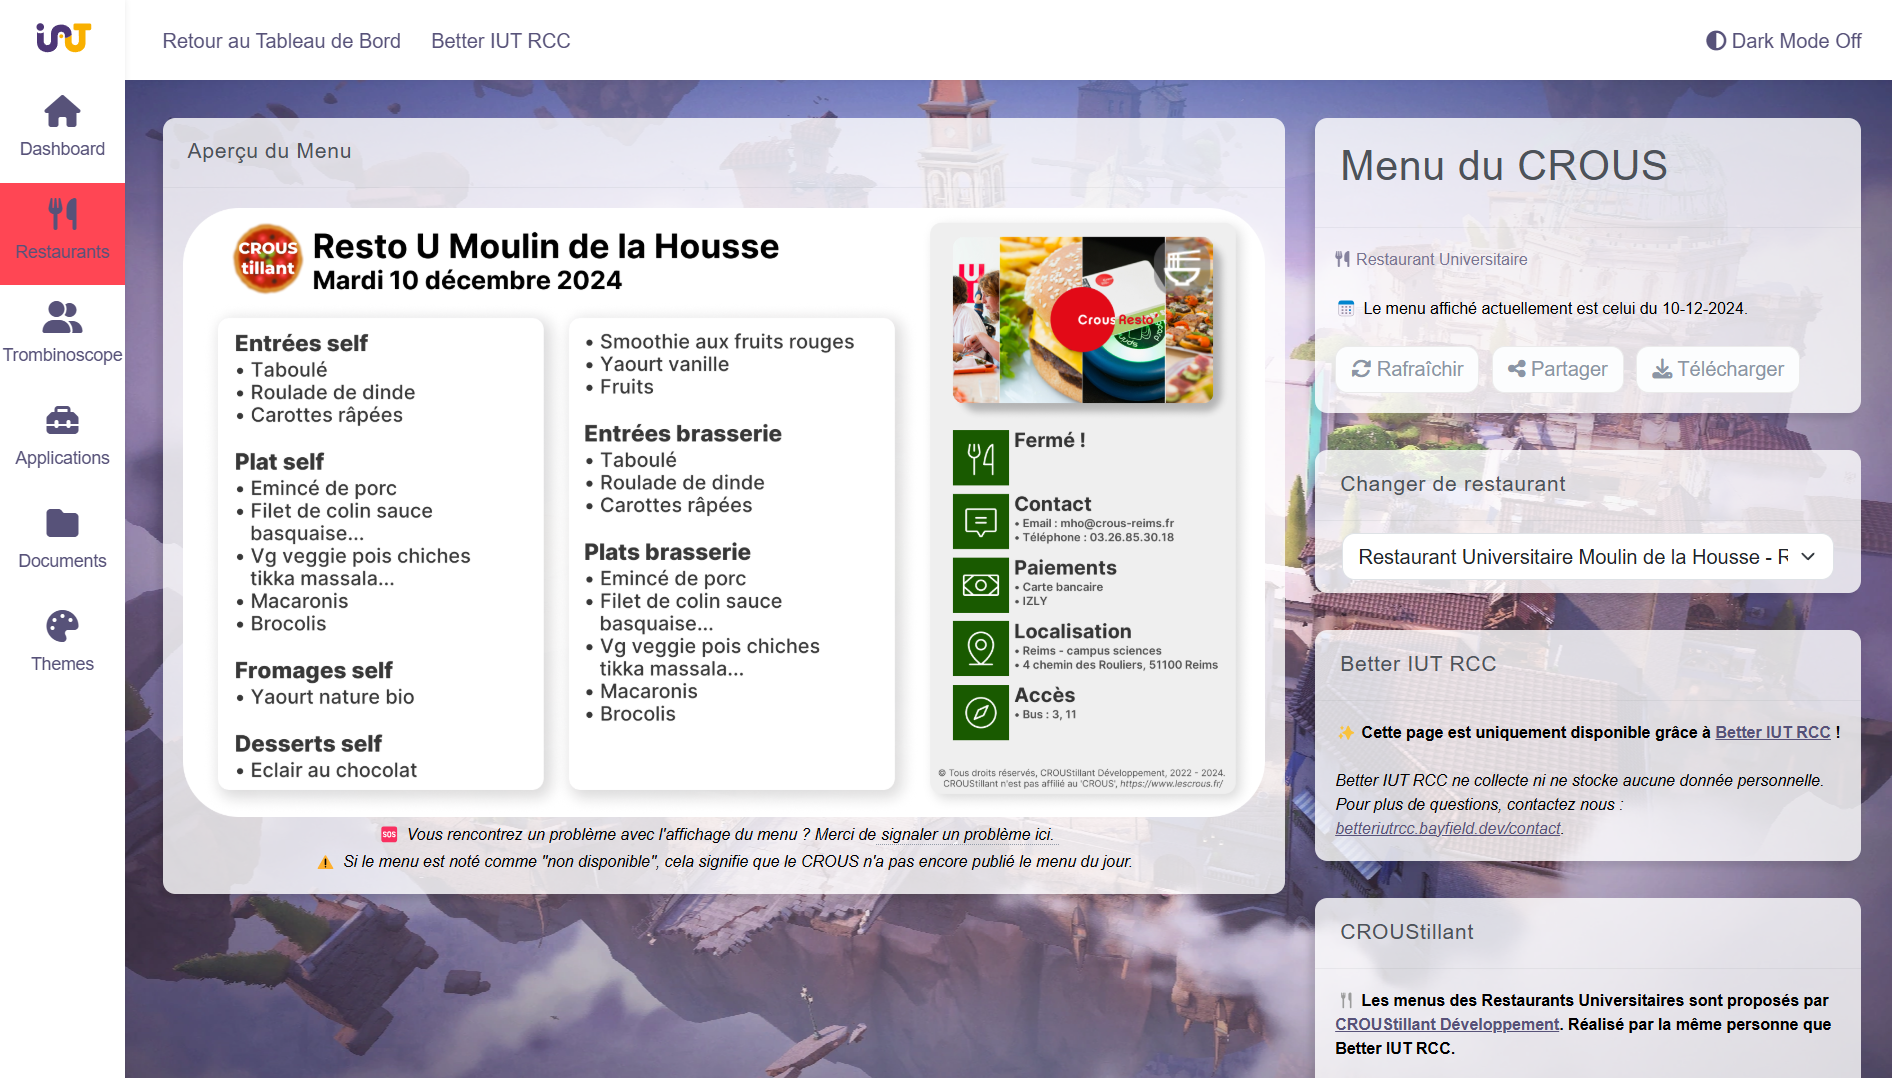 Retour au Tableau de Bord
Better IUT RCC
Dark Mode Off
Dashboard
Restaurants
Trombinoscope
Applications
Documents
Themes
Aperçu du Menu
CROUS
tillant
Resto U Moulin de la Housse
Mardi 10 décembre 2024
Entrées self
• Taboulé
• Roulade de dinde
• Carottes râpées
Plat self
• Emincé de porc
• Filet de colin sauce
basquaise...
• Vg veggie pois chiches
tikka massala...
• Macaronis
• Brocolis
Fromages self
• Yaourt nature bio
Desserts self
• Eclair au chocolat
• Smoothie aux fruits rouges
• Yaourt vanille
• Fruits
Entrées brasserie
• Taboulé
• Roulade de dinde
• Carottes râpées
Plats brasserie
• Emincé de porc
• Filet de colin sauce
basquaise...
• Vg veggie pois chiches
tikka massala...
• Macaronis
• Brocolis
Crous Resto'
Fermé !
Contact
• Email : mho@crous-reims.fr
• Téléphone : 03.26.85.30.18
Paiements
• Carte bancaire
• IZLY
Localisation
• Reims - campus sciences
• 4 chemin des Rouliers, 51100 Reims
Accès
• Bus : 3, 11
© Tous droits réservés, CROUStillant Développement, 2022 - 2024.
CROUStillant n'est pas affilié au 'CROUS', https://www.lescrous.fr/
SOS Vous rencontrez un problème avec l'affichage du menu ? Merci de signaler un problème ici.
Si le menu est noté comme "non disponible", cela signifie que le CROUS n'a pas encore publié le menu du jour.
Menu du CROUS
Restaurant Universitaire
Le menu affiché actuellement est celui du 10-12-2024.
Rafraîchir
Partager
Télécharger
Changer de restaurant
Restaurant Universitaire Moulin de la Housse - R
Better IUT RCC
Cette page est uniquement disponible grâce à Better IUT RCC !
Better IUT RCC ne collecte ni ne stocke aucune donnée personnelle.
Pour plus de questions, contactez nous :
betteriutrcc.bayfield.dev/contact.
CROUStillant
Les menus des Restaurants Universitaires sont proposés par
CROUStillant Développement. Réalisé par la même personne que
Better IUT RCC.